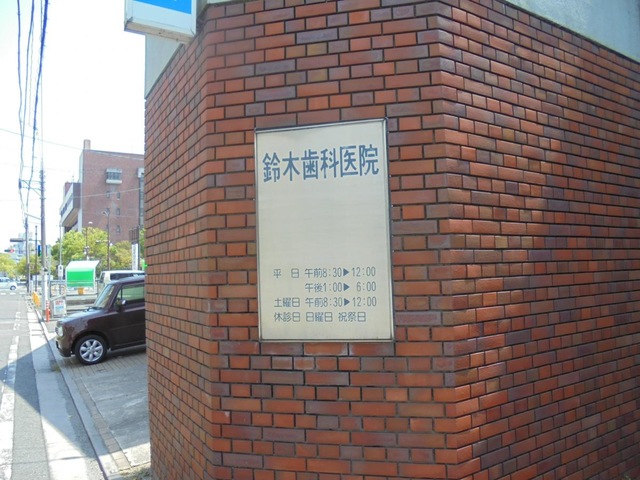 鈴木歯科医院
平　日 午前8:30▶12:00
午後1:00▶ 6:00
土曜日 午前8:30▶12:00
休診日 日曜日 祝祭日